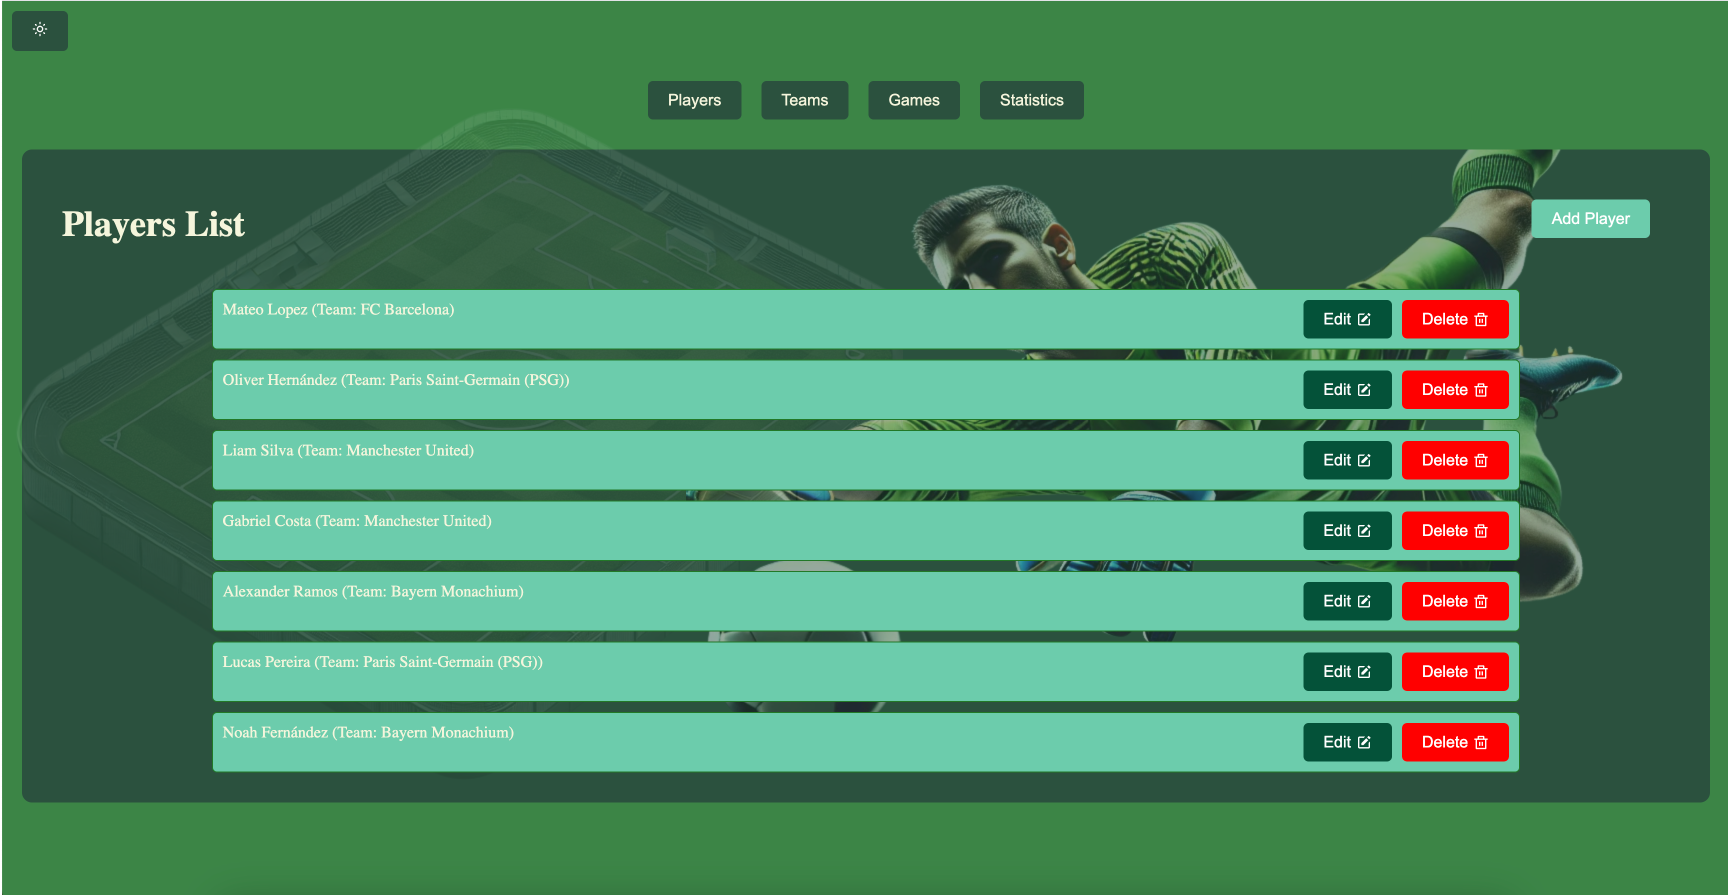 Players Teams Games Statistics
Players List
Add Player
Mateo Lopez (Team: FC Barcelona) Edit Delete
Oliver Hernández (Team: Paris Saint-Germain (PSG)) Edit Delete
Liam Silva (Team: Manchester United) Edit Delete
Gabriel Costa (Team: Manchester United) Edit Delete
Alexander Ramos (Team: Bayern Monachium) Edit Delete
Lucas Pereira (Team: Paris Saint-Germain (PSG)) Edit Delete
Noah Fernández (Team: Bayern Monachium) Edit Delete